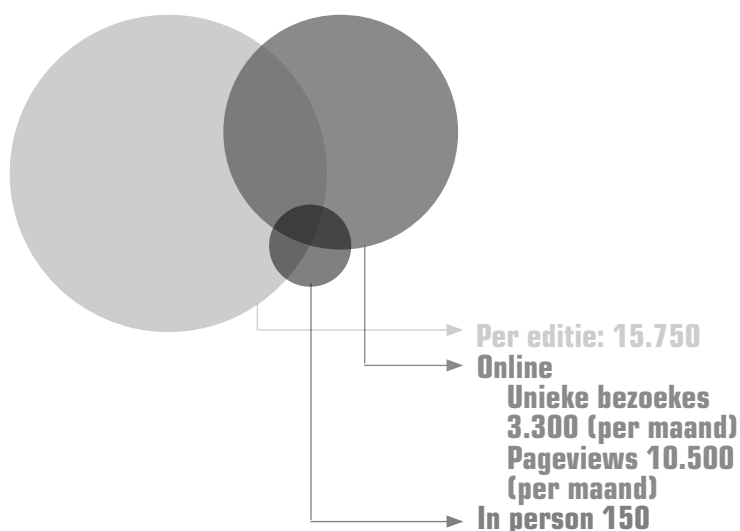 Per editie: 15.750
Online
Unieke bezoekes
3.300 (per maand)
Pageviews 10.500
(per maand)
In person 150